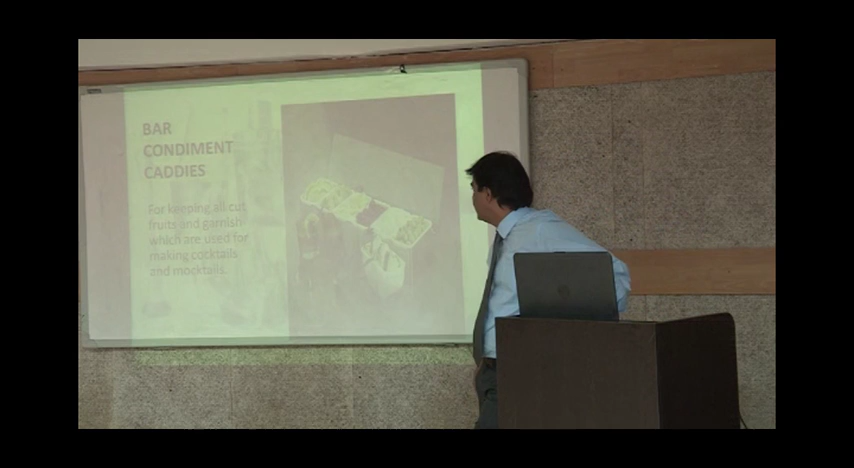 BAR
CONDIMENT
CADDIES
For keeping all cut
fruits and garnish
which are used for
making cocktails
and mocktails.